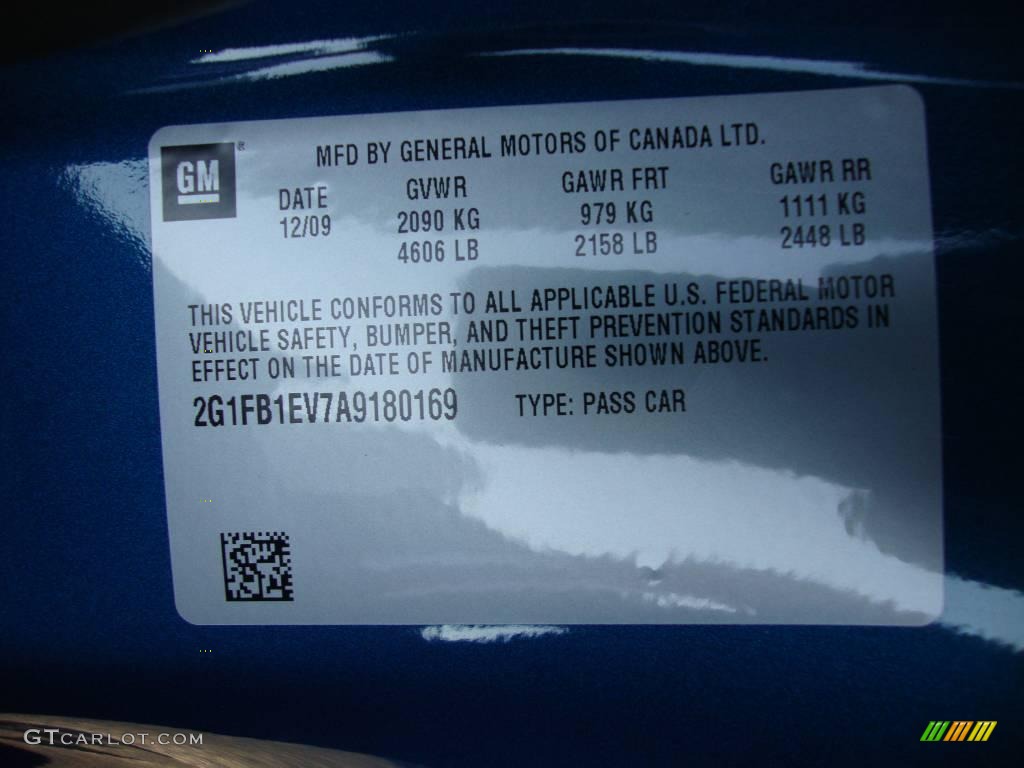 GM®
MFD BY GENERAL MOTORS OF CANADA LTD.
DATE GVWR GAWR FRT GAWR RR
12/09 2090 KG 979 KG 1111 KG
4606 LB 2158 LB 2448 LB
THIS VEHICLE CONFORMS TO ALL APPLICABLE U.S. FEDERAL MOTOR
VEHICLE SAFETY, BUMPER, AND THEFT PREVENTION STANDARDS IN
EFFECT ON THE DATE OF MANUFACTURE SHOWN ABOVE.
2G1FB1EV7A9180169 TYPE: PASS CAR
GTCARLOT.COM